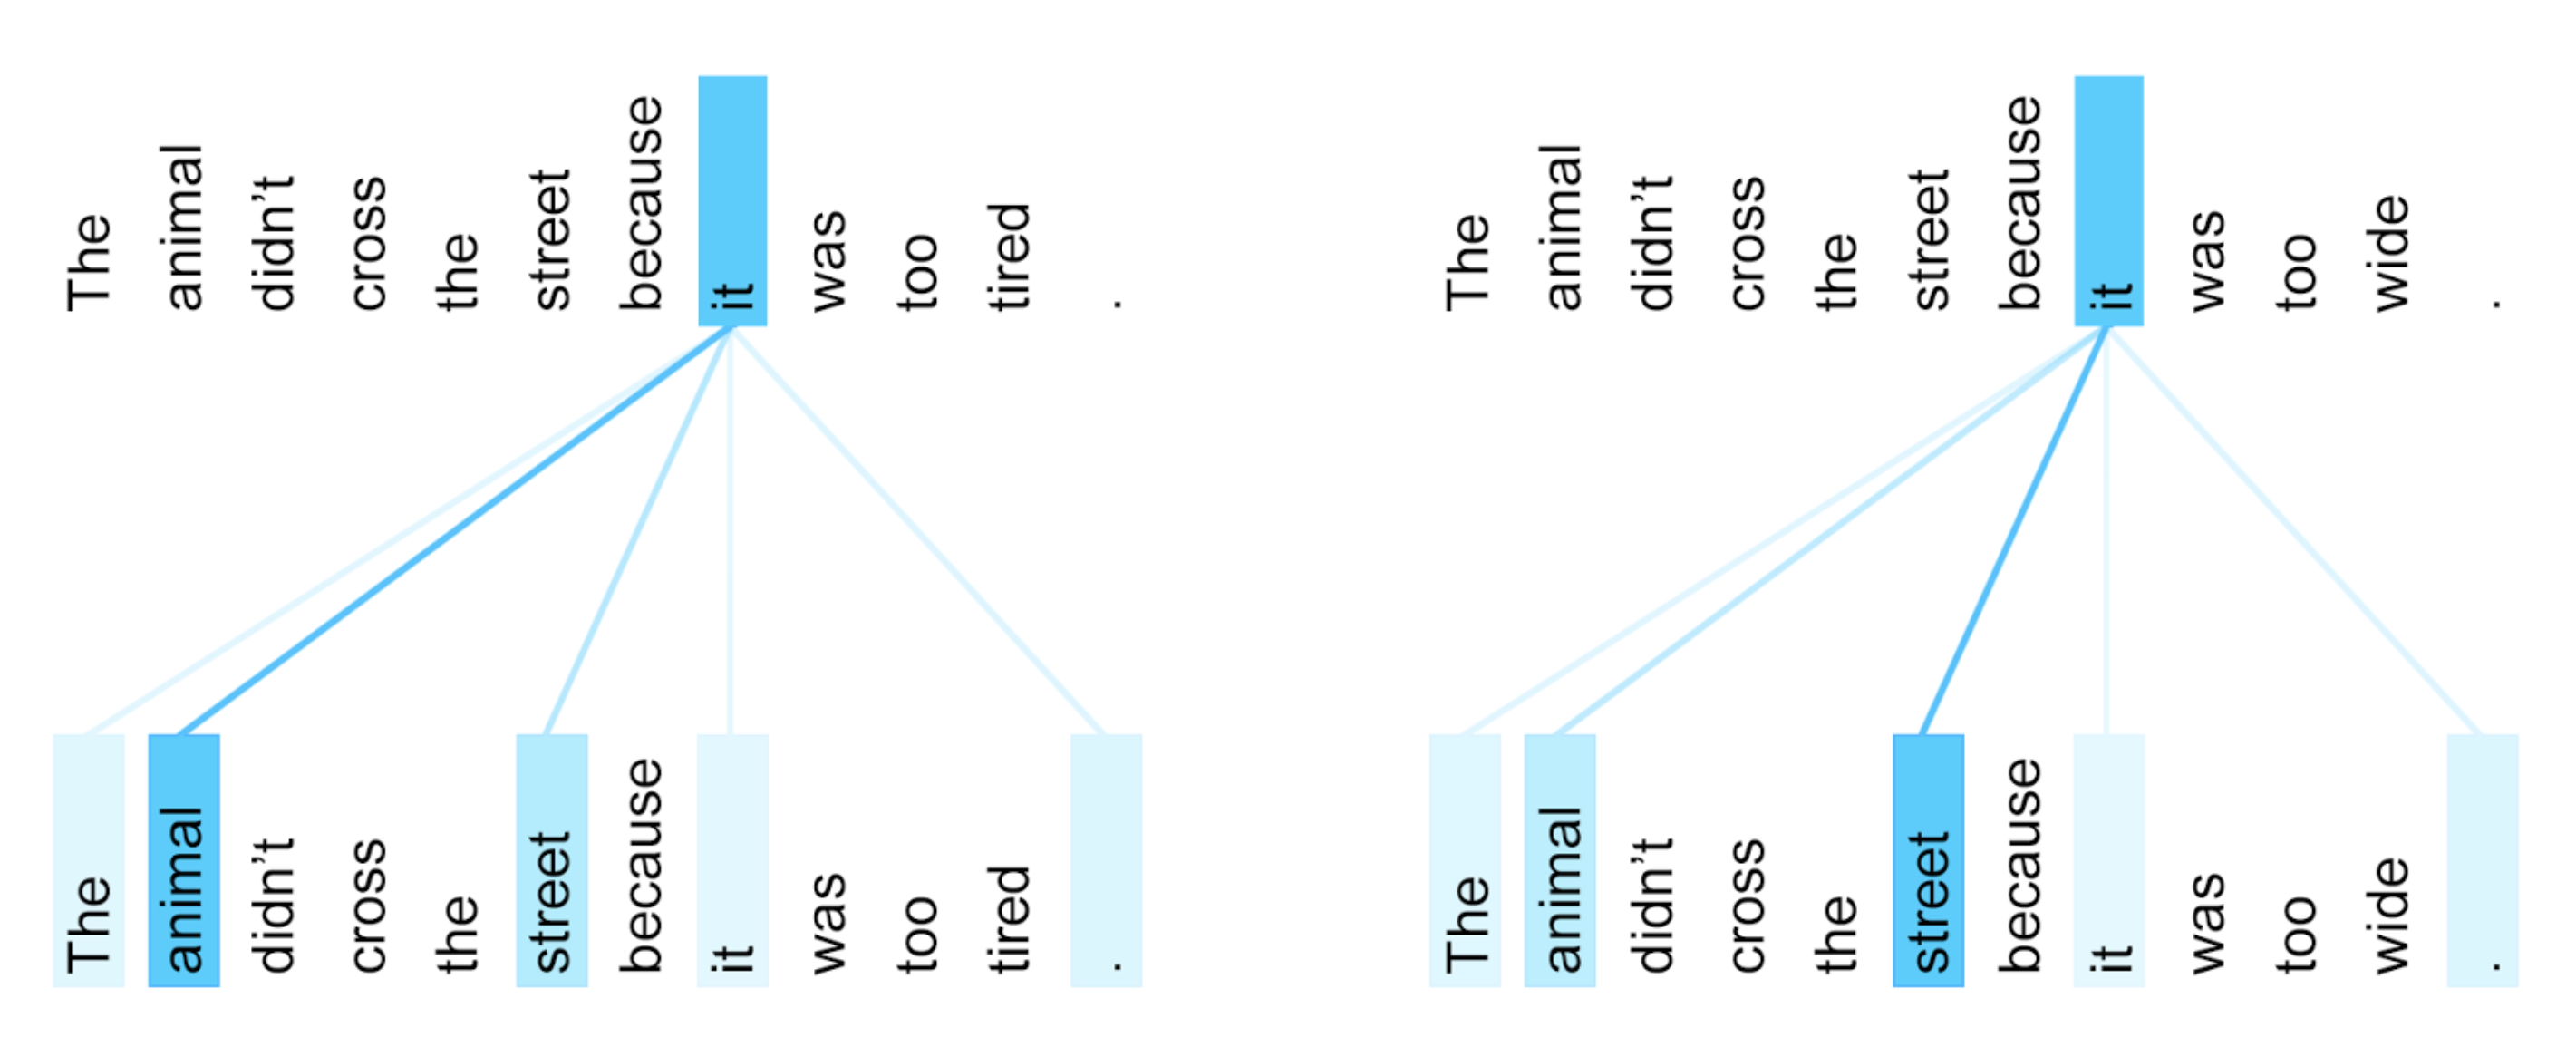 The animal didn’t cross the street because it was too tired .
The animal didn’t cross the street because it was too wide .
The animal didn’t cross the street because it was too tired .
The animal didn’t cross the street because it was too wide .